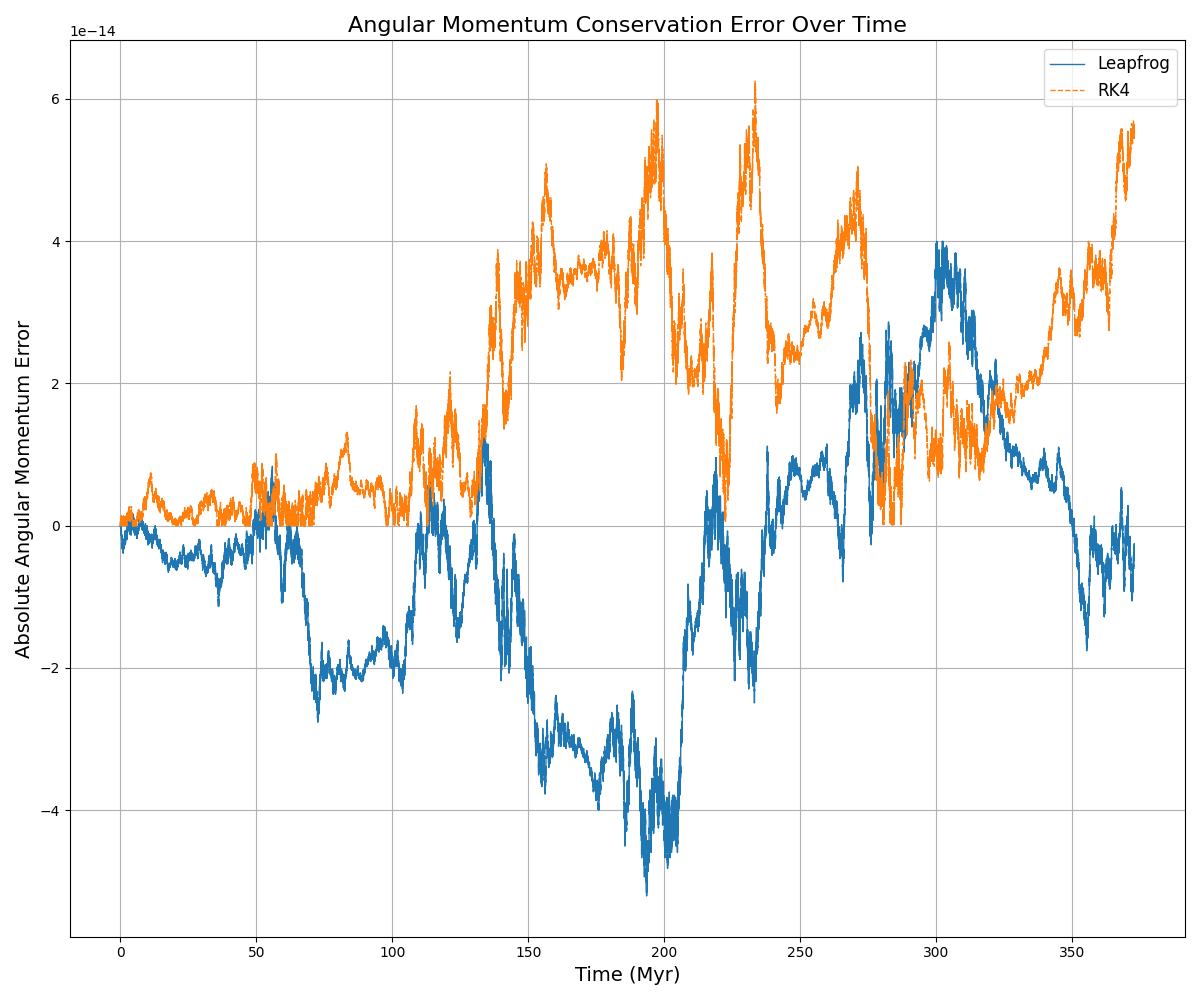 Angular Momentum Conservation Error Over Time
1e−14
Leapfrog
RK4
6
4
2
0
−2
−4
Absolute Angular Momentum Error
0
50
100
150
200
250
300
350
Time (Myr)